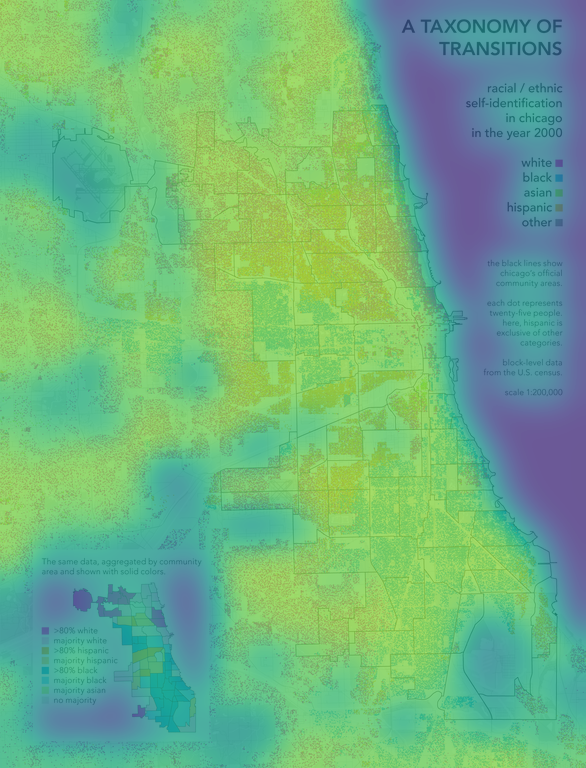 A TAXONOMY OF
TRANSITIONS
racial / ethnic
self-identification
in chicago
in the year 2000
white
black
asian
hispanic
other
the black lines show
chicago's official
community areas.
each dot represents
twenty-five people.
here, hispanic is
exclusive of other
categories.
block-level data
from the U.S. census.
scale 1:200,000
The same data, aggregated by community
area and shown with solid colors.
>80% white
majority white
>80% hispanic
majority hispanic
>80% black
majority black
majority asian
no majority